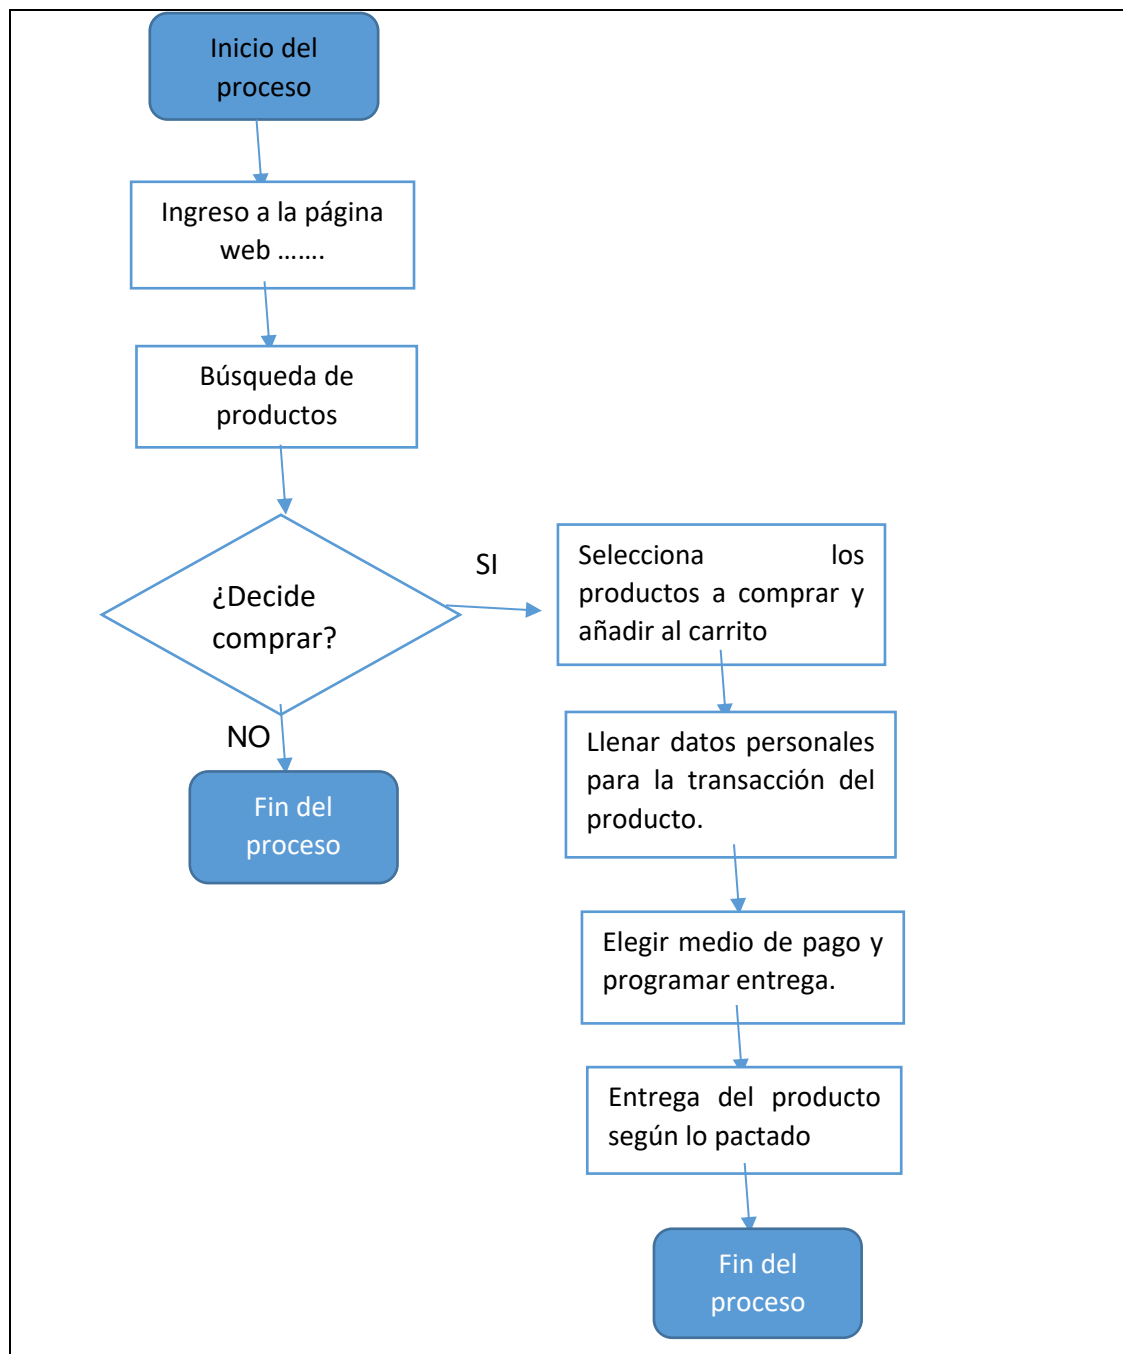 Inicio del
proceso
Ingreso a la página
web …….
Búsqueda de
productos
¿Decide
comprar?
SI
NO
Fin del
proceso
Selecciona los
productos a comprar y
añadir al carrito
Llenar datos personales
para la transacción del
producto.
Elegir medio de pago y
programar entrega.
Entrega del producto
según lo pactado
Fin del
proceso